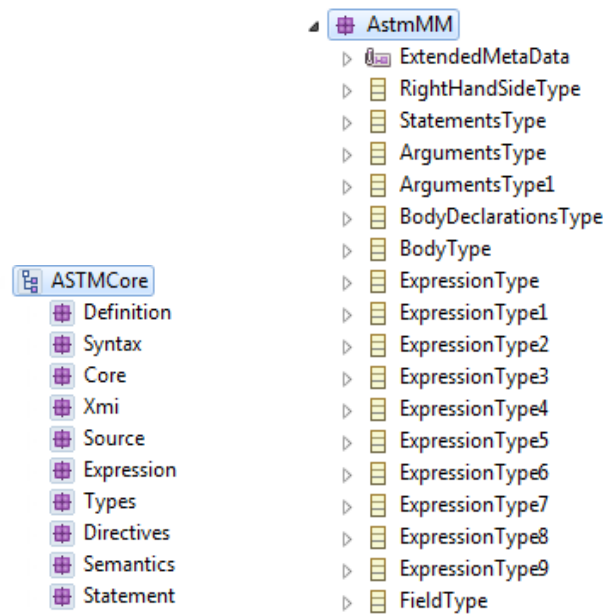 ASTMCore
Definition
Syntax
Core
Xmi
Source
Expression
Types
Directives
Semantics
Statement
AstmMM
ExtendedMetaData
RightHandSideType
StatementsType
ArgumentsType
ArgumentsType1
BodyDeclarationsType
BodyType
ExpressionType
ExpressionType1
ExpressionType2
ExpressionType3
ExpressionType4
ExpressionType5
ExpressionType6
ExpressionType7
ExpressionType8
ExpressionType9
FieldType